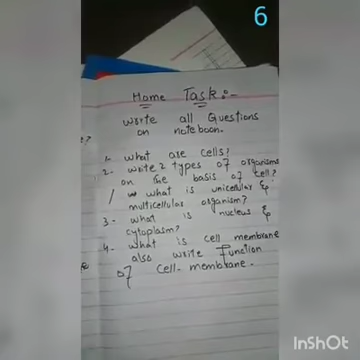 6
Home Task:-
Write all Questions
on notebook.
1- What are cells?
2- Write 2 types of organisms
on the basis of cell?
/ What is unicellular &
multicellular organism?
3- What is nucleus &
cytoplasm?
4- What is cell membrane
also write function
of cell-membrane.
InShOt